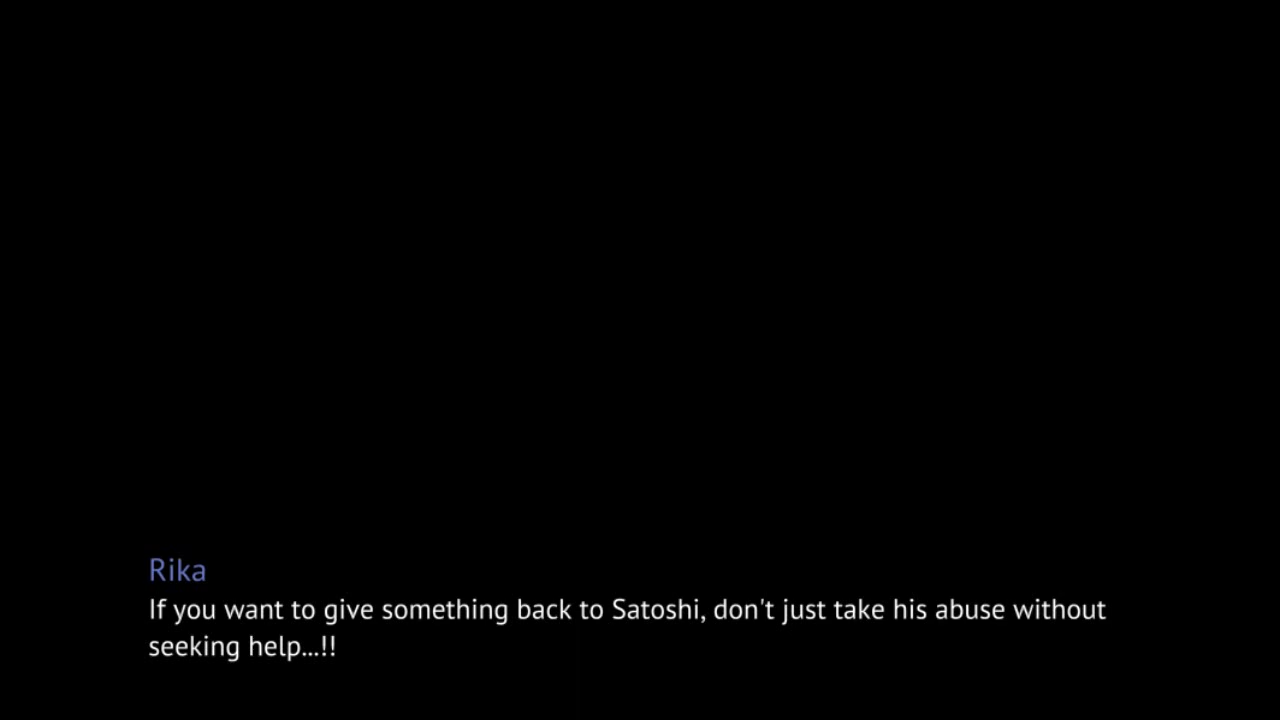 Rika
If you want to give something back to Satoshi, don't just take his abuse without
seeking help...!!